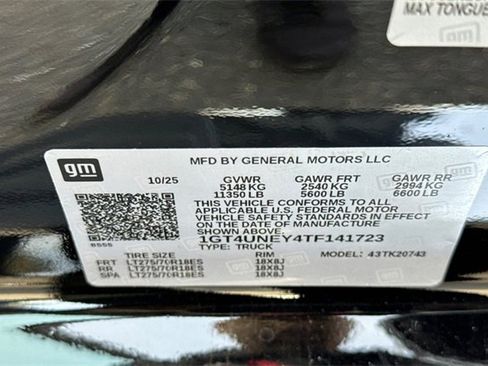 MAX TONGUE
gm
gm
MFD BY GENERAL MOTORS LLC
10/25 GVWR GAWR FRT GAWR RR
5148 KG 2540 KG 2994 KG
11350 LB 5600 LB 6600 LB
THIS VEHICLE CONFORMS TO ALL
APPLICABLE U.S. FEDERAL MOTOR
VEHICLE SAFETY STANDARDS IN EFFECT ON
THE DATE OF MANUFACTURE SHOWN ABOVE.
1GT4UNEY4TF141723
TYPE: TRUCK
TIRE SIZE RIM MODEL: 43TK20743
FRT LT275/70R18ES 18X8J
RR LT275/70R18ES 18X8J
SPA LT275/70R18ES 18X8J